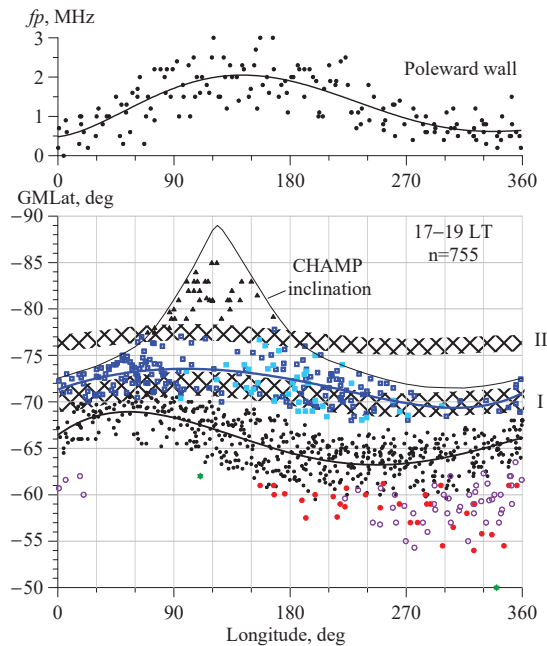 fp, MHz
3
2
1
0
Poleward wall
0 90 180 270 360
GMLat, deg
−90
−85
−80
−75
−70
−65
−60
−55
−50
17–19 LT
n=755
CHAMP
inclination
II
I
0 90 180 270 360
Longitude, deg